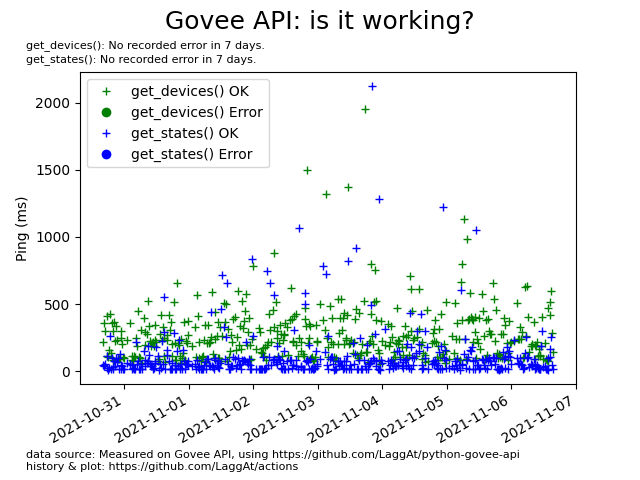 Govee API: is it working?
get_devices(): No recorded error in 7 days.
get_states(): No recorded error in 7 days.
get_devices() OK
get_devices() Error
get_states() OK
get_states() Error
Ping (ms)
2000
1500
1000
500
0
2021-10-31
2021-11-01
2021-11-02
2021-11-03
2021-11-04
2021-11-05
2021-11-06
2021-11-07
data source: Measured on Govee API, using https://github.com/LaggAt/python-govee-api
history & plot: https://github.com/LaggAt/actions